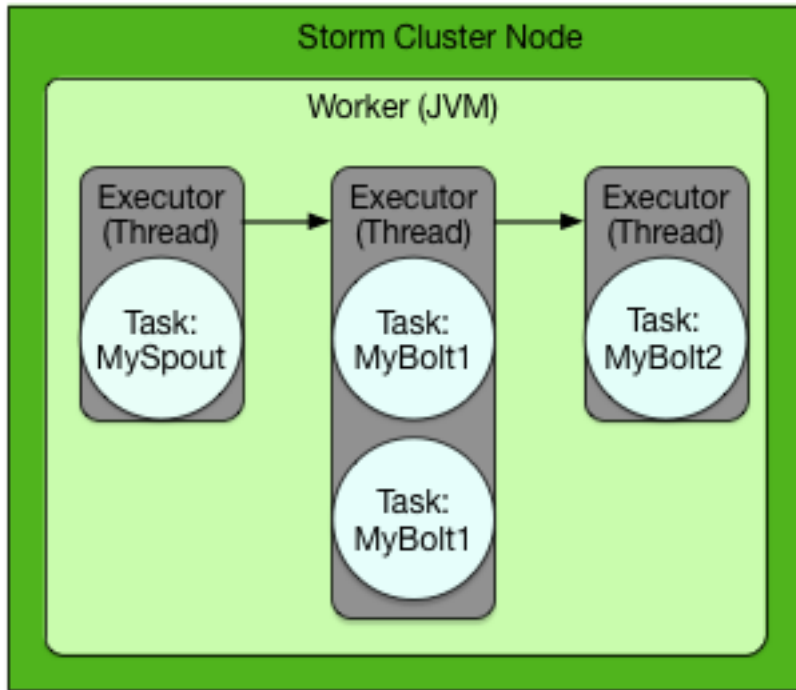 Storm Cluster Node
Worker (JVM)
Executor
(Thread)
Task:
MySpout
Executor
(Thread)
Task:
MyBolt1
Task:
MyBolt1
Executor
(Thread)
Task:
MyBolt2